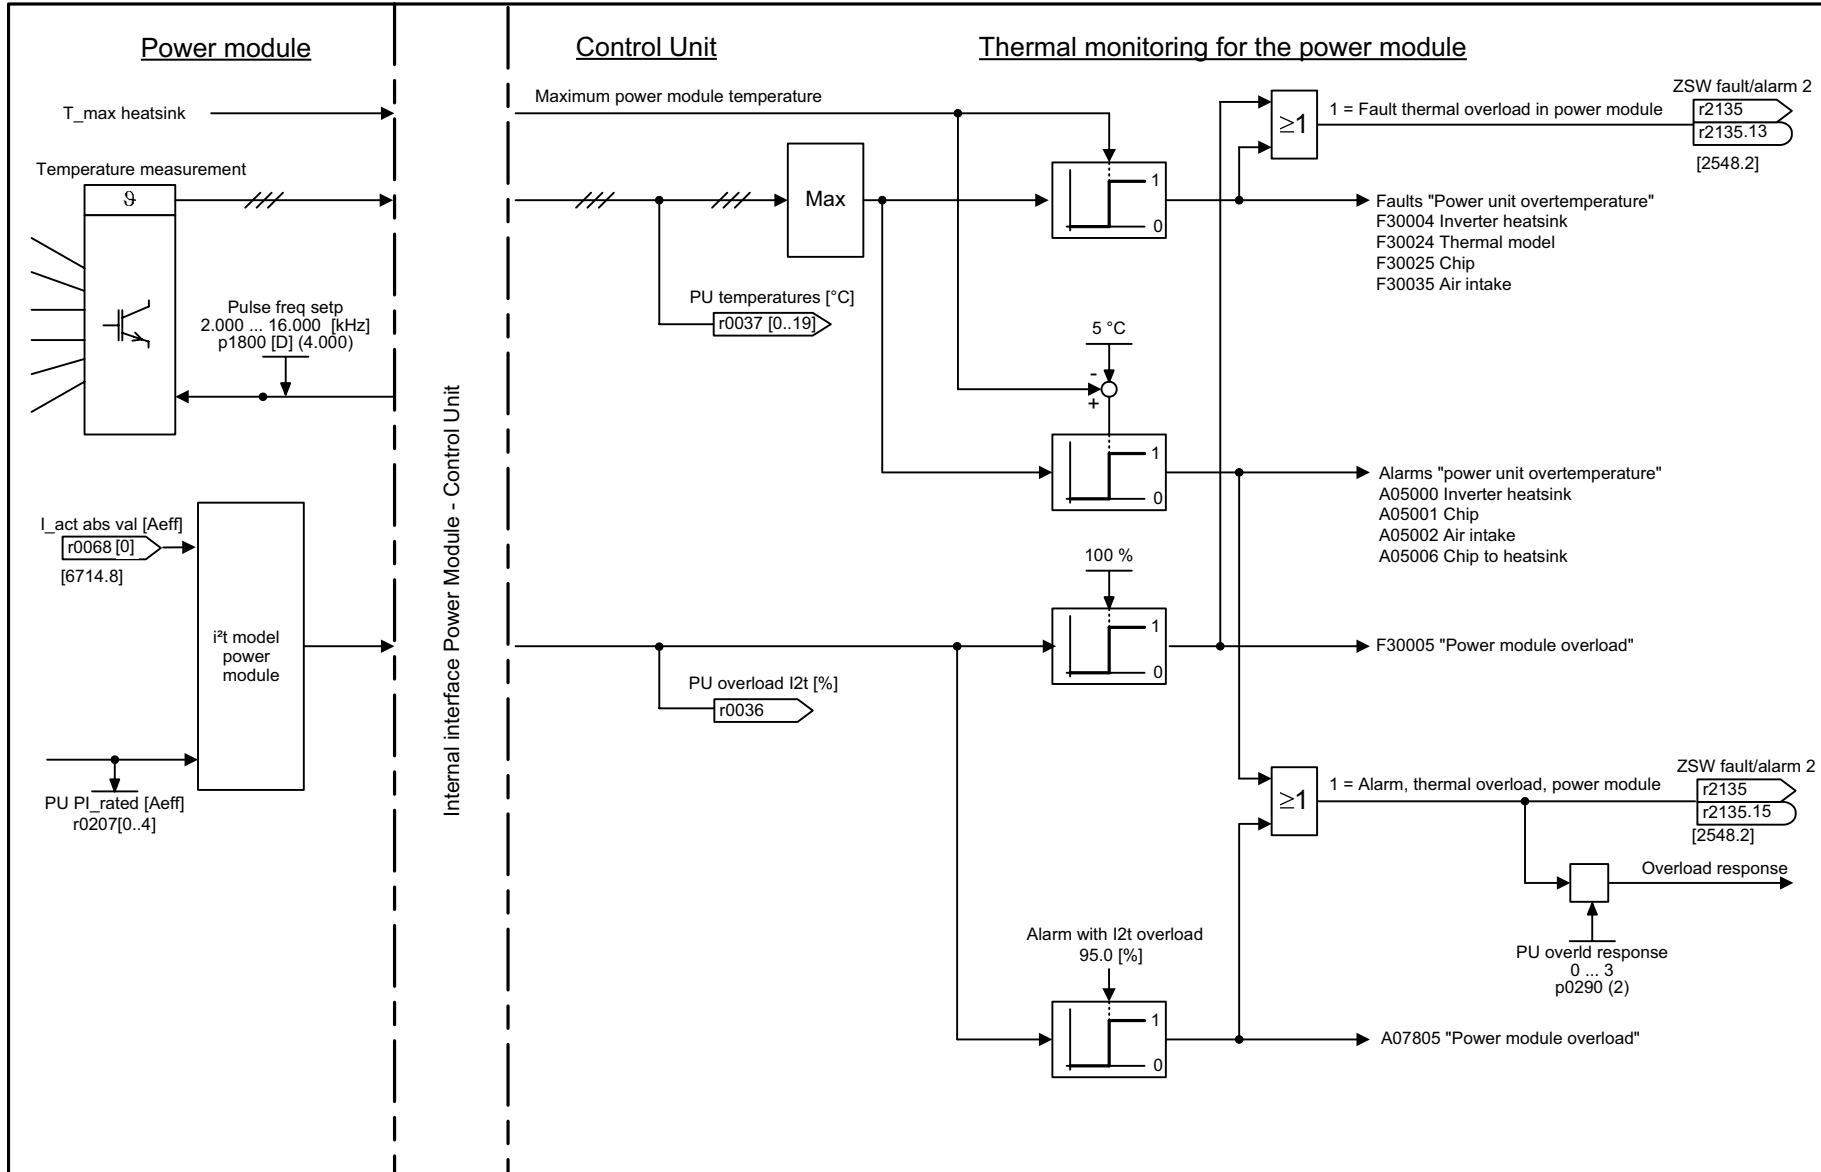 Power module
Control Unit
Thermal monitoring for the power module
T_max heatsink
Maximum power module temperature
≥1
1 = Fault thermal overload in power module
ZSW fault/alarm 2
r2135
r2135.13
[2548.2]
Temperature measurement
ϑ
Max
1
0
Faults "Power unit overtemperature"
F30004 Inverter heatsink
F30024 Thermal model
F30025 Chip
F30035 Air intake
PU temperatures [°C]
r0037 [0..19]
Pulse freq setp
2.000 ... 16.000 [kHz]
p1800 [D] (4.000)
5 °C
-
+
Internal interface Power Module - Control Unit
1
0
Alarms "power unit overtemperature"
A05000 Inverter heatsink
A05001 Chip
A05002 Air intake
A05006 Chip to heatsink
I_act abs val [Aeff]
r0068 [0]
[6714.8]
i²t model
power
module
100 %
1
0
F30005 "Power module overload"
PU overload I2t [%]
r0036
PU PI_rated [Aeff]
r0207[0..4]
≥1
1 = Alarm, thermal overload, power module
ZSW fault/alarm 2
r2135
r2135.15
[2548.2]
Overload response
PU overld response
0 ... 3
p0290 (2)
Alarm with I2t overload
95.0 [%]
1
0
A07805 "Power module overload"